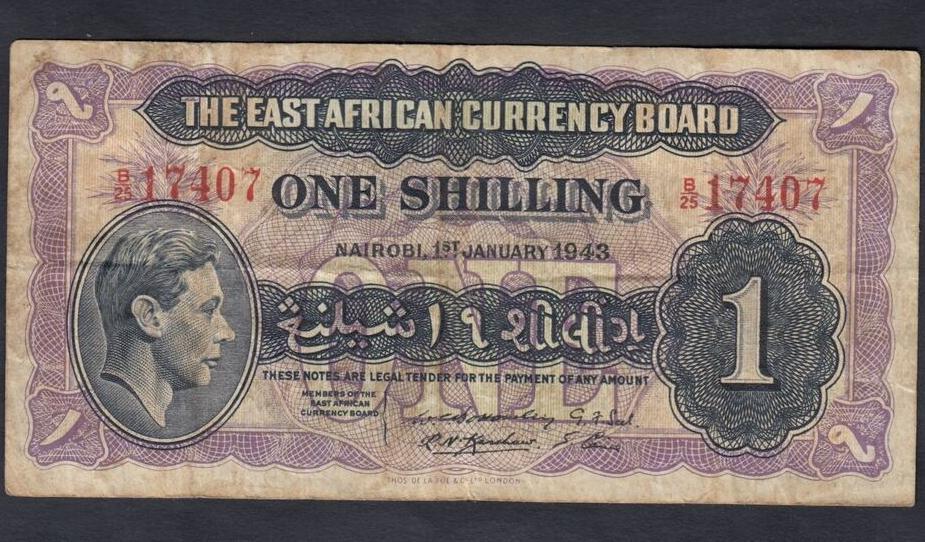 THE EAST AFRICAN CURRENCY BOARD
B/25 17407 ONE SHILLING B/25 17407
NAIROBI, 1ST JANUARY 1943
ONE
۱ شيلنغ ૧ શીલીંગ
1
THESE NOTES ARE LEGAL TENDER FOR THE PAYMENT OF ANY AMOUNT
MEMBERS OF THE
EAST AFRICAN
CURRENCY BOARD
THOS. DE LA RUE & CO. LTD. LONDON